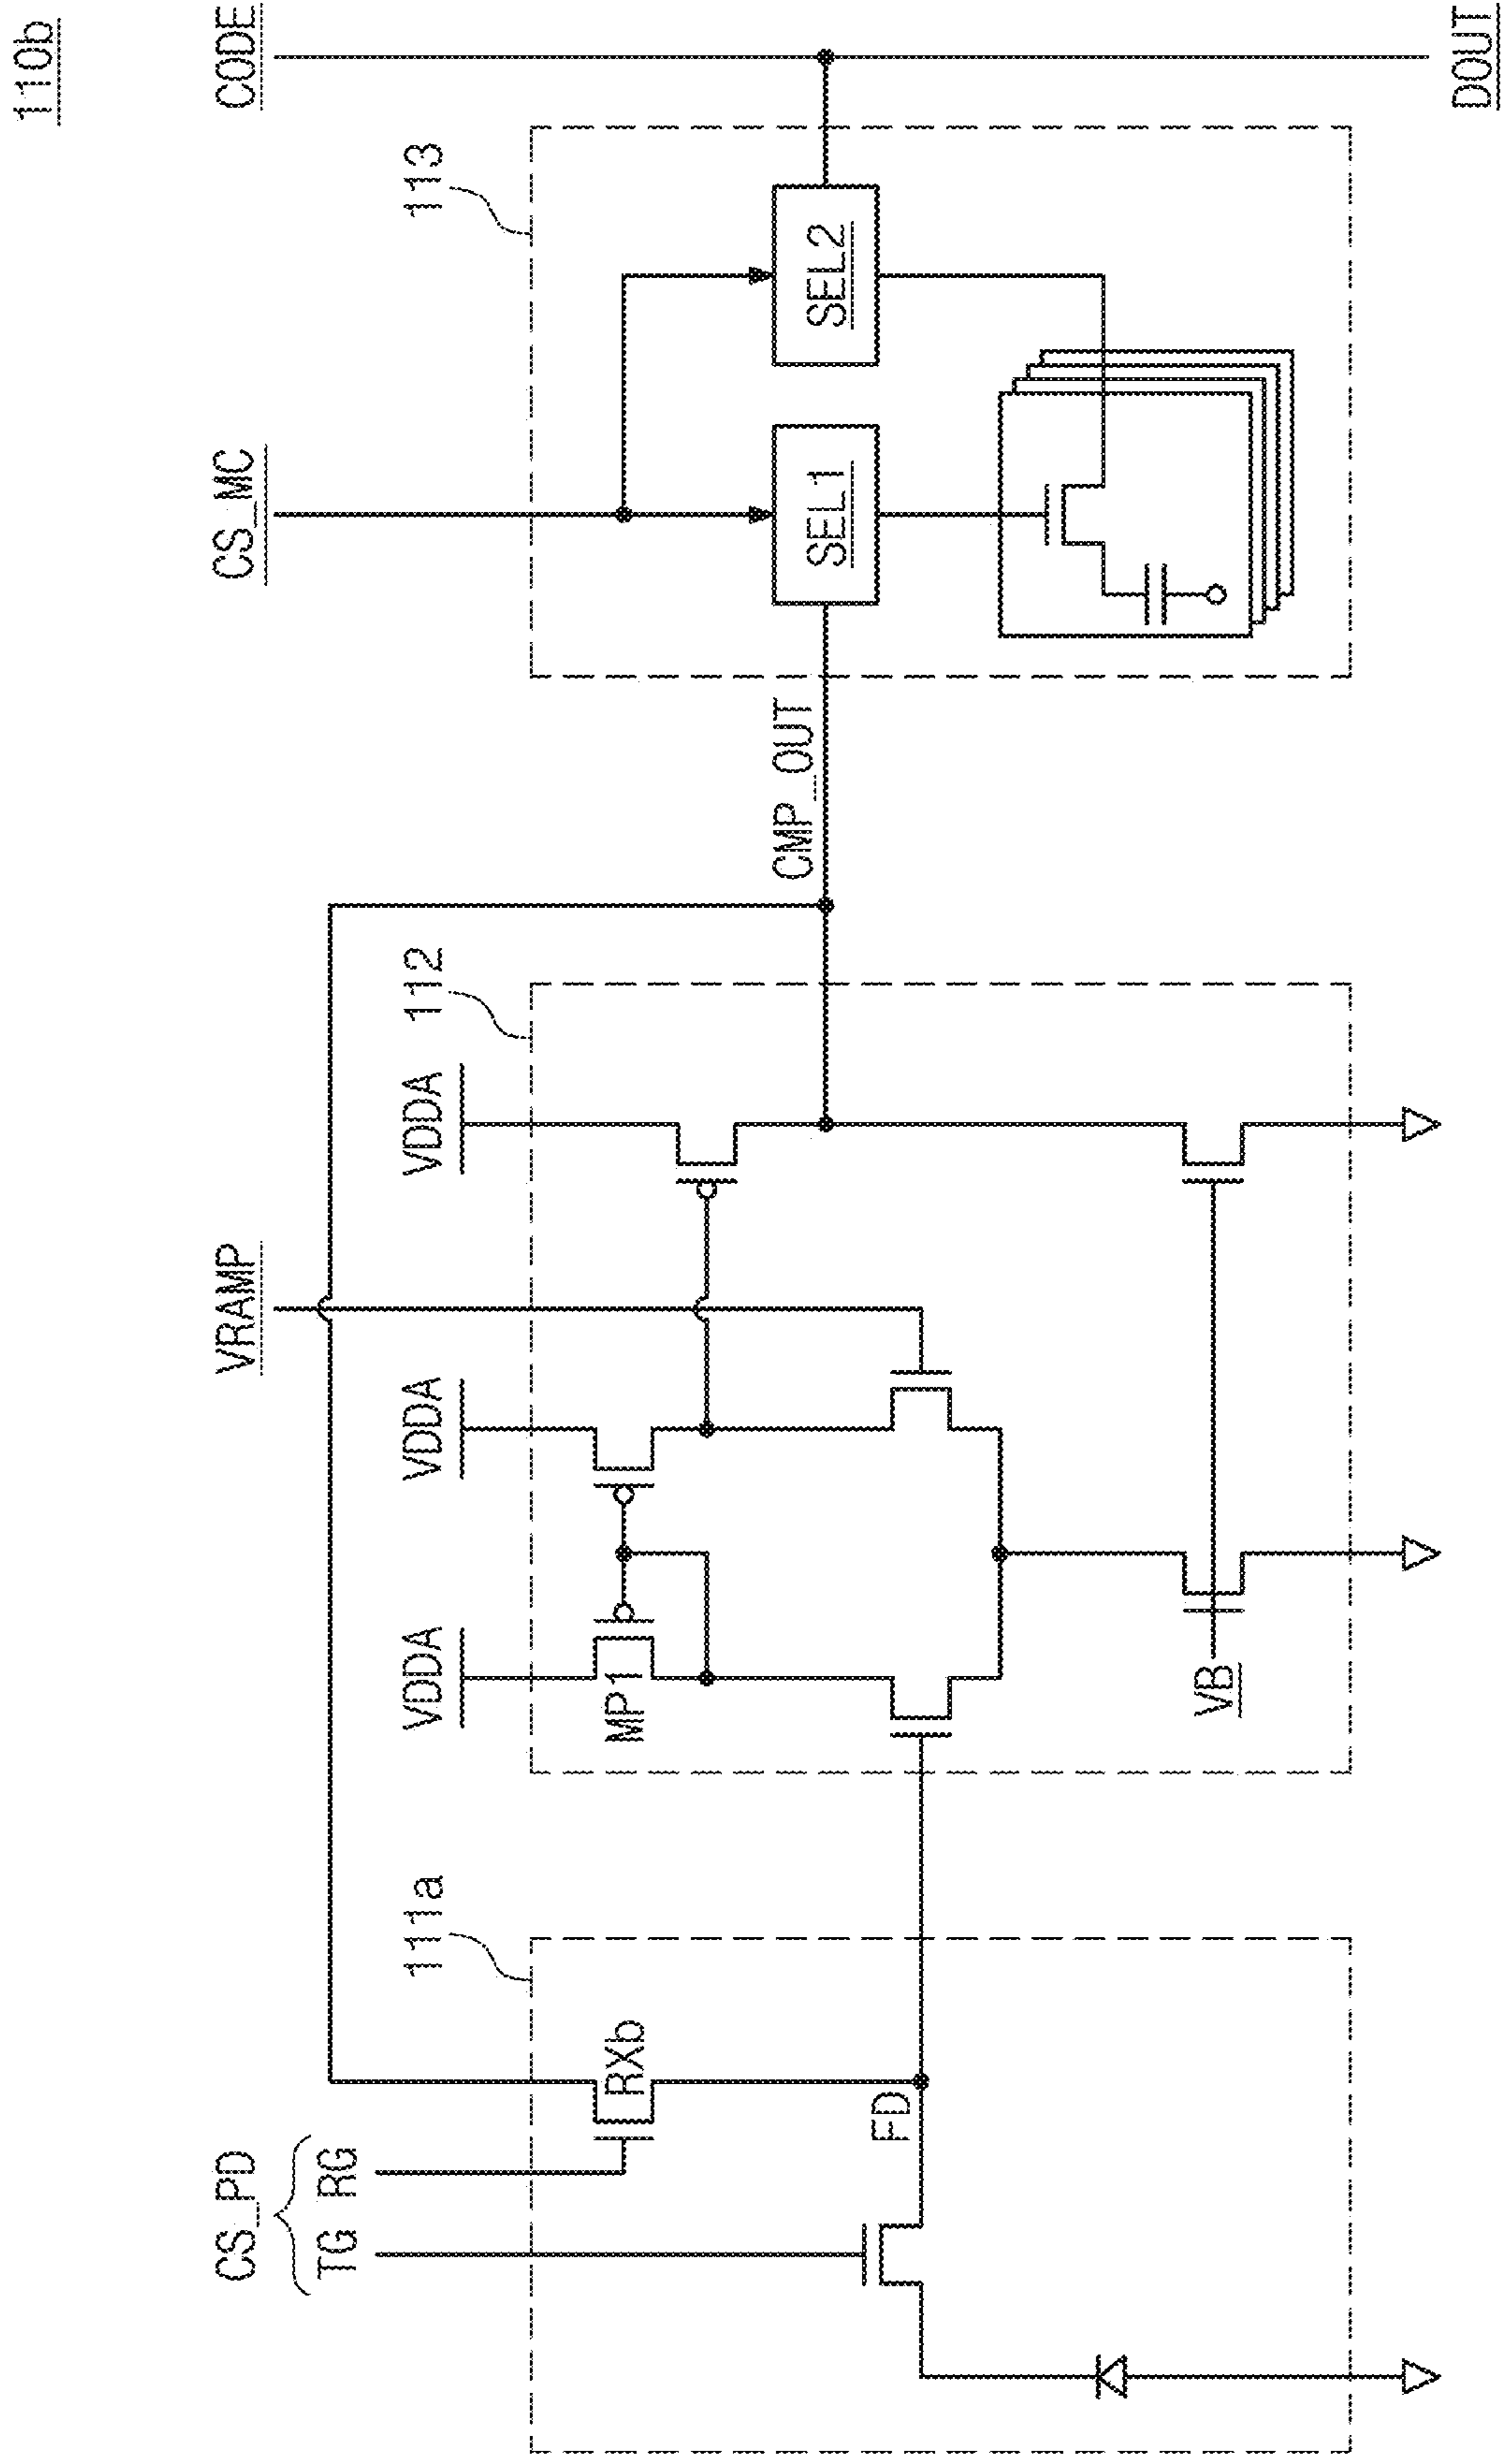 110b
CS_PD
TG RG
VRAMP
CS_MC
CODE
111a
VDDA
VDDA
VDDA
112
113
RXb
MP1
CMP_OUT
SEL1
SEL2
FD
VB
DOUT